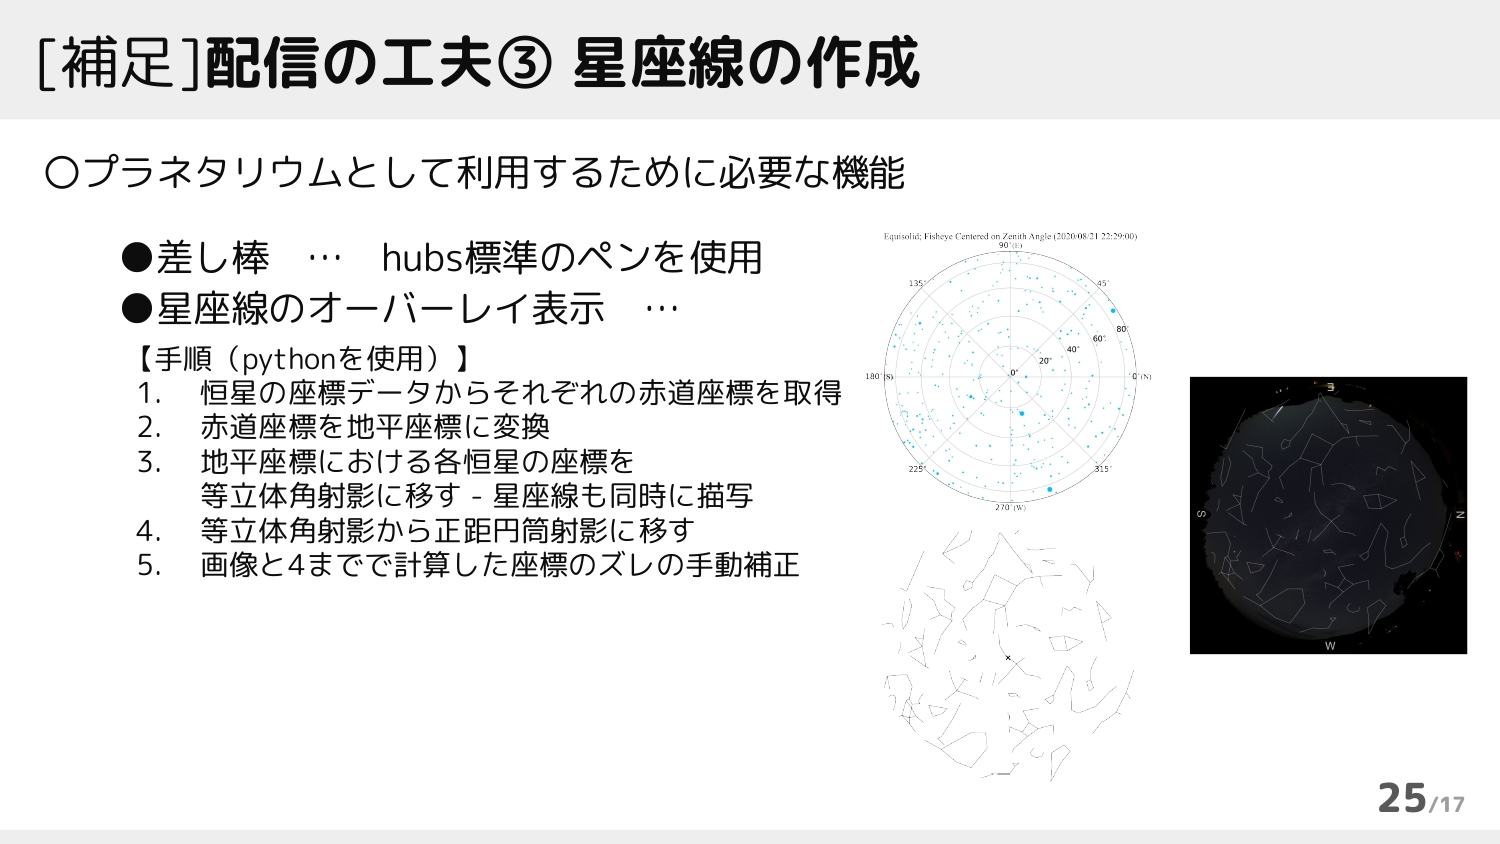 [補足]配信の工夫③ 星座線の作成
〇プラネタリウムとして利用するために必要な機能
●差し棒　…　hubs標準のペンを使用
●星座線のオーバーレイ表示　…
【手順（pythonを使用）】
1. 恒星の座標データからそれぞれの赤道座標を取得
2. 赤道座標を地平座標に変換
3. 地平座標における各恒星の座標を
等立体角射影に移す - 星座線も同時に描写
4. 等立体角射影から正距円筒射影に移す
5. 画像と4までで計算した座標のズレの手動補正
Equisolid; Fisheye Centered on Zenith Angle (2020/08/21 22:29:00)
90°(E)
135°
45°
80°
60°
40°
20°
0°
180°(S)
0°(N)
225°
315°
270°(W)
E
S
N
W
25/17